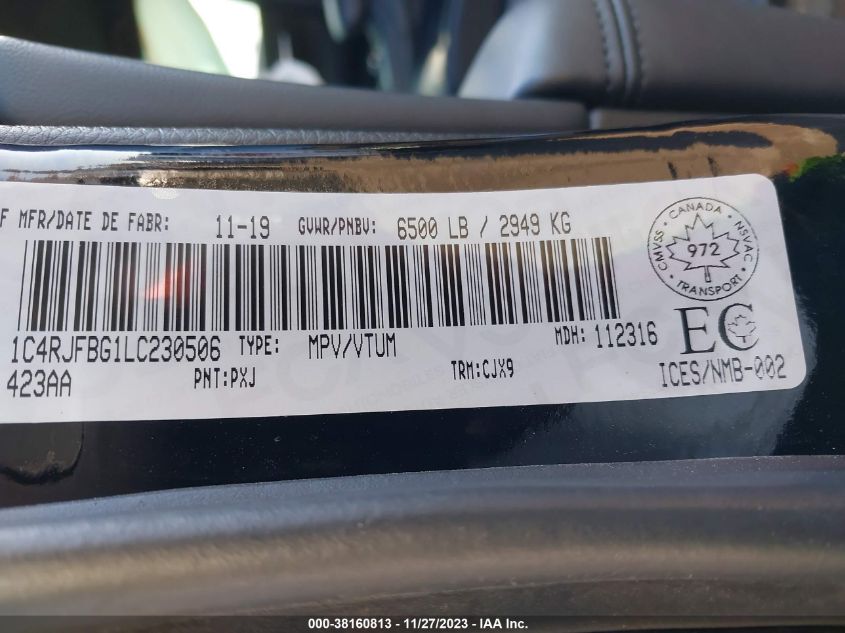 F MFR/DATE DE FABR: 11-19 GVWR/PNBV: 6500 LB / 2949 KG
CANADA
CMVSS 972 NSVAC
TRANSPORT
1C4RJFBG1LC230506 TYPE: MPV/VTUM MDH: 112316 EC
423AA PNT:PXJ TRM:CJX9 ICES/NMB-002
000-38160813 - 11/27/2023 - IAA Inc.